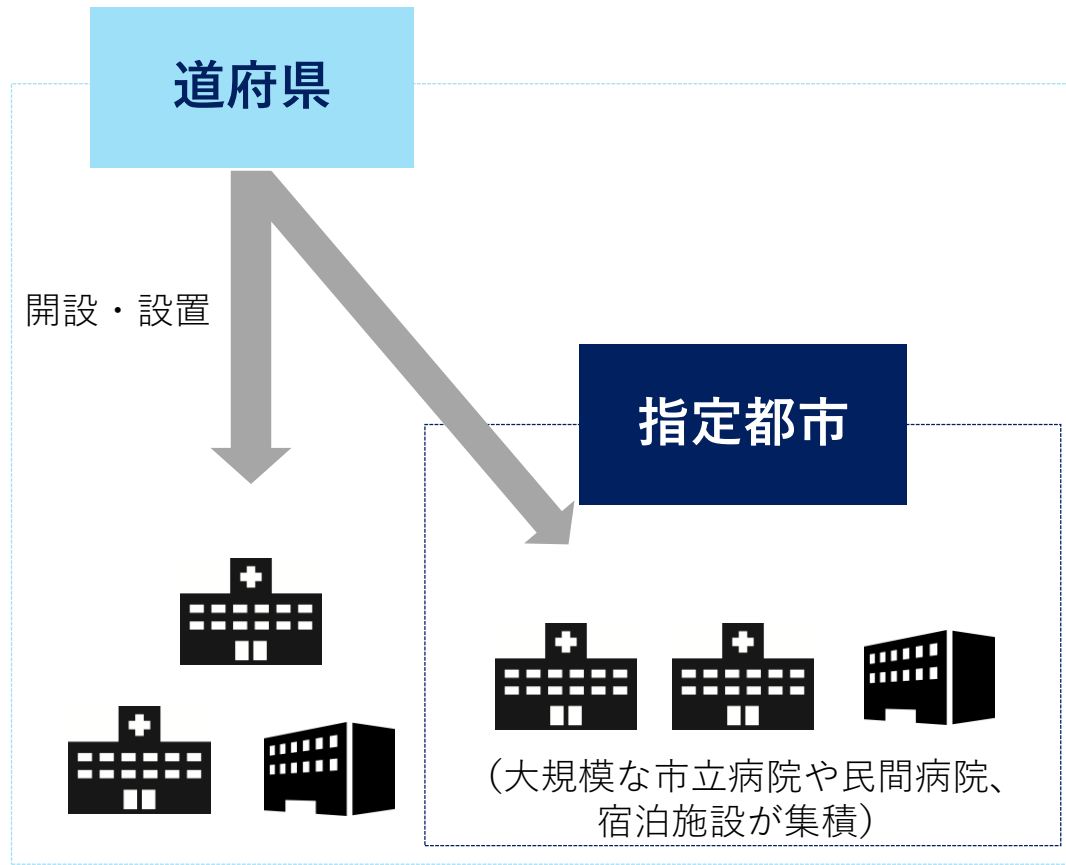 道府県
開設・設置
指定都市
（大規模な市立病院や民間病院、
宿泊施設が集積）